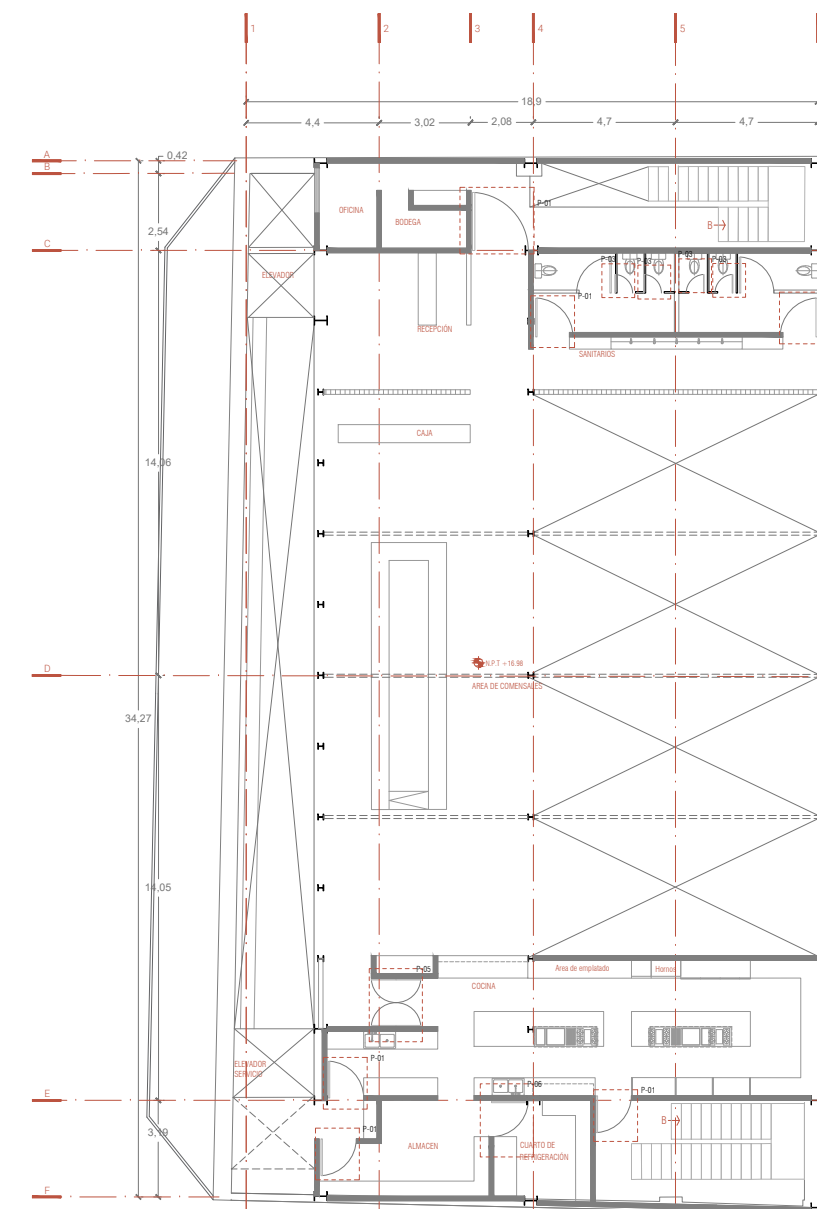 1
2
3
4
5
18,9
4,4
3,02
2,08
4,7
4,7
A
0,42
B
OFICINA
BODEGA
P-01
2,54
B
C
P-03
P-03
P-03
P-03
ELEVADOR
P-01
RECEPCIÓN
SANITARIOS
CAJA
14,06
N.P.T +16.98
D
AREA DE COMENSALES
34,27
14,05
P-05
Area de emplatado
Hornos
COCINA
P-01
ELEVADOR
SERVICIO
P-06
P-01
E
B
P-01
3,19
ALMACEN
CUARTO DE
REFRIGERACIÓN
F